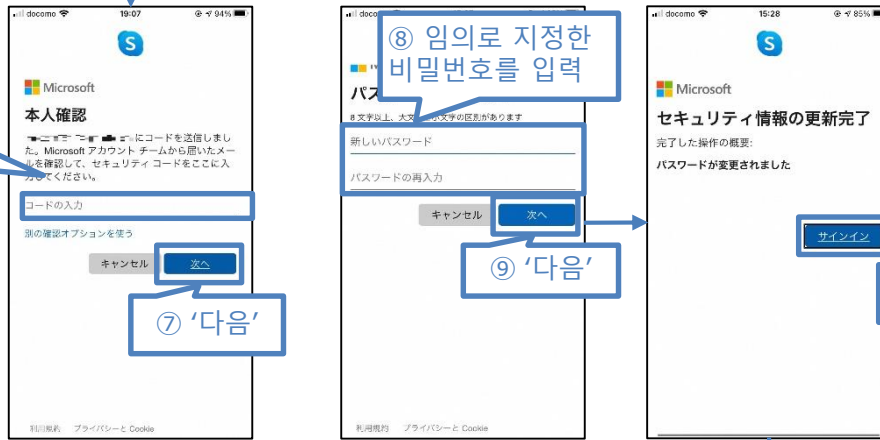 docomo 19:07 94%
Microsoft
本人確認
にコードを送信しまし
た。Microsoft アカウント チームから届いたメー
ルを確認して、セキュリティ コードをここに入
力してください。
コードの入力
別の確認オプションを使う
キャンセル 次へ
⑦ ‘다음’
利用規約 プライバシーと Cookie
⑧ 임의로 지정한
비밀번호를 입력
8 文字以上、大文 小文字の区別があります
新しいパスワード
パスワードの再入力
キャンセル 次へ
⑨ ‘다음’
利用規約 プライバシーと Cookie
docomo 15:28 85%
Microsoft
セキュリティ情報の更新完了
完了した操作の概要:
パスワードが変更されました
サインイン